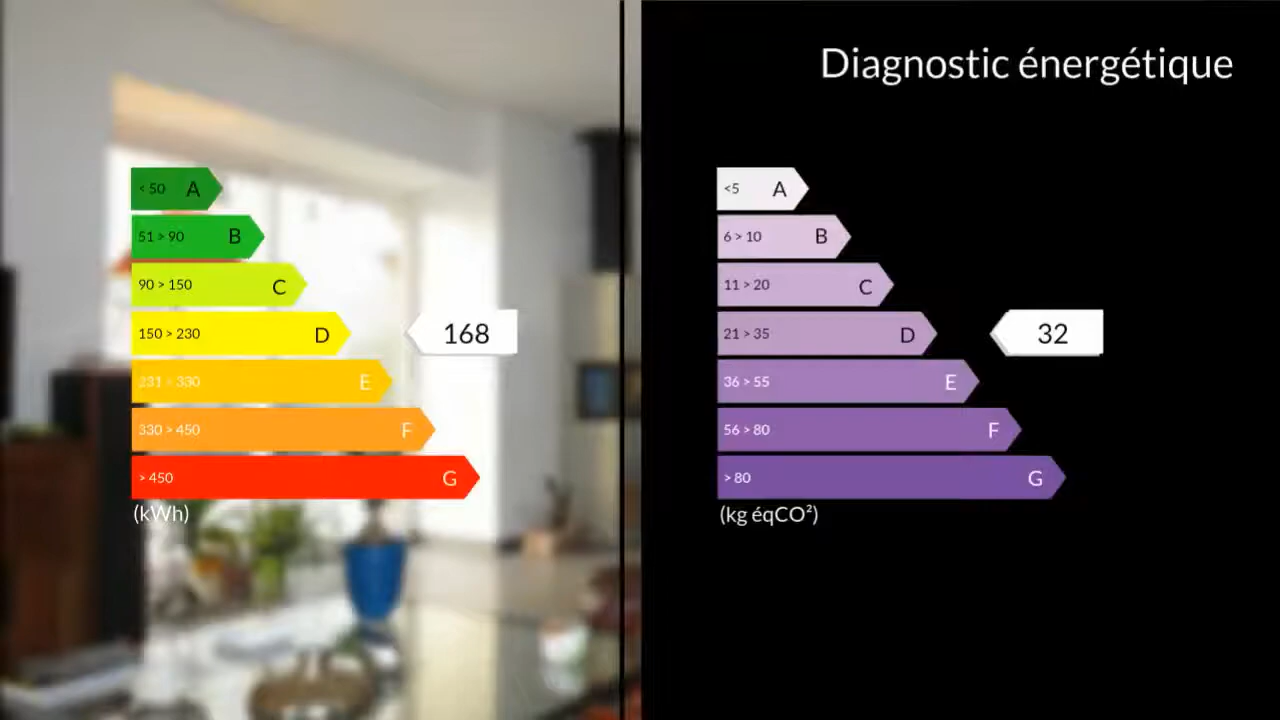 Diagnostic énergétique
< 50 A
51 > 90 B
90 > 150 C
150 > 230 D
168
231 > 330 E
330 > 450 F
> 450 G
(kWh)
<5 A
6 > 10 B
11 > 20 C
21 > 35 D
32
36 > 55 E
56 > 80 F
> 80 G
(kg éqCO²)